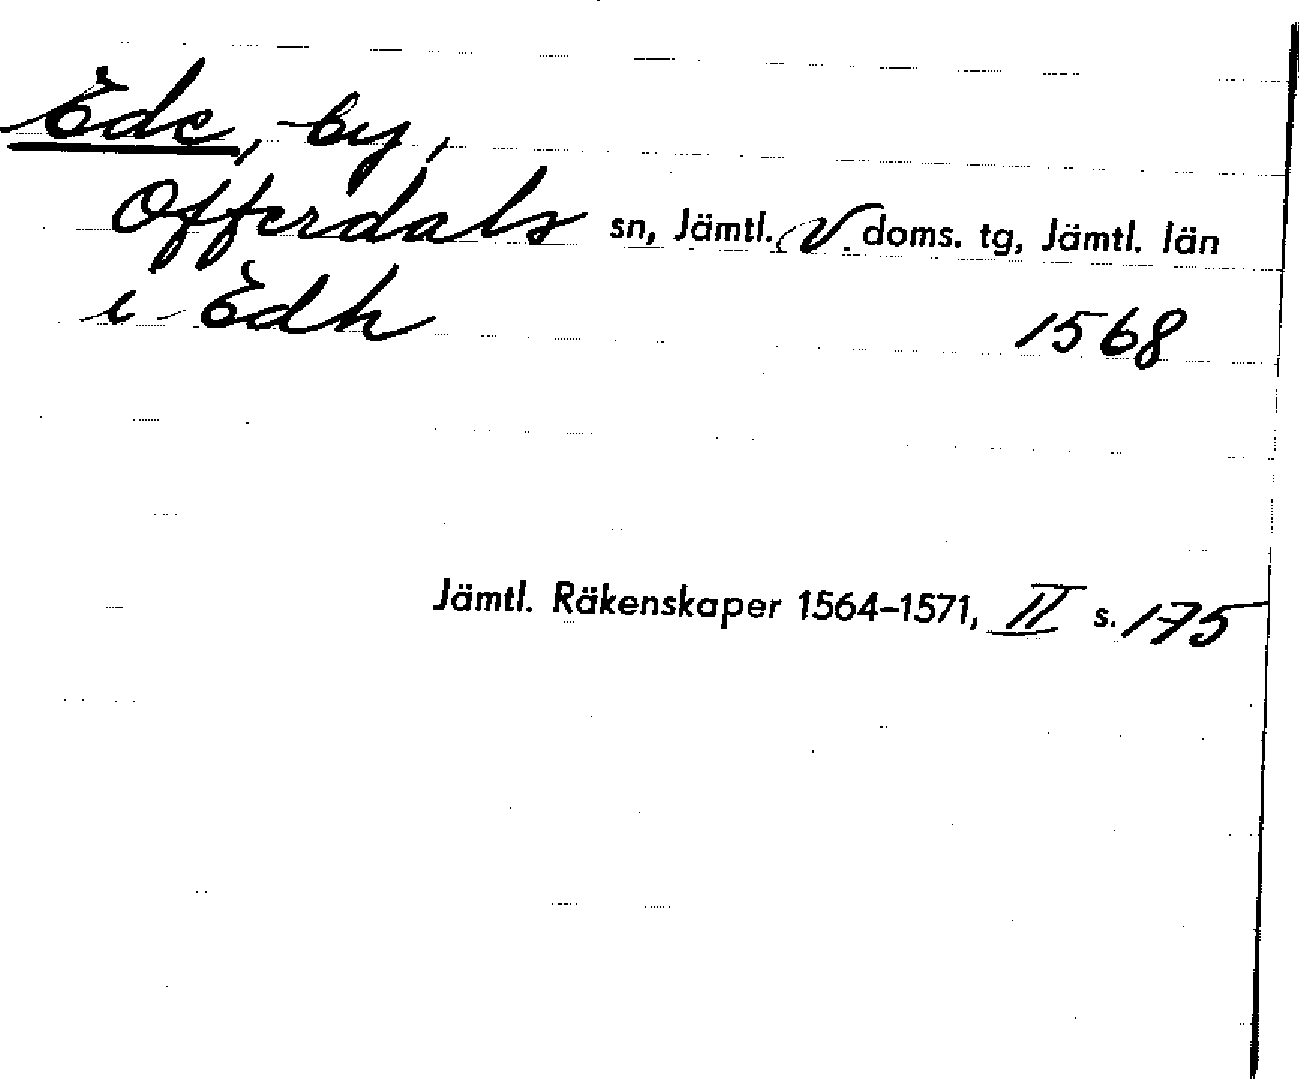 Ede, by,
Offerdals sn, Jämtl. V doms. tg, Jämtl. län
i Edh 1568
Jämtl. Räkenskaper 1564–1571, II s. 175